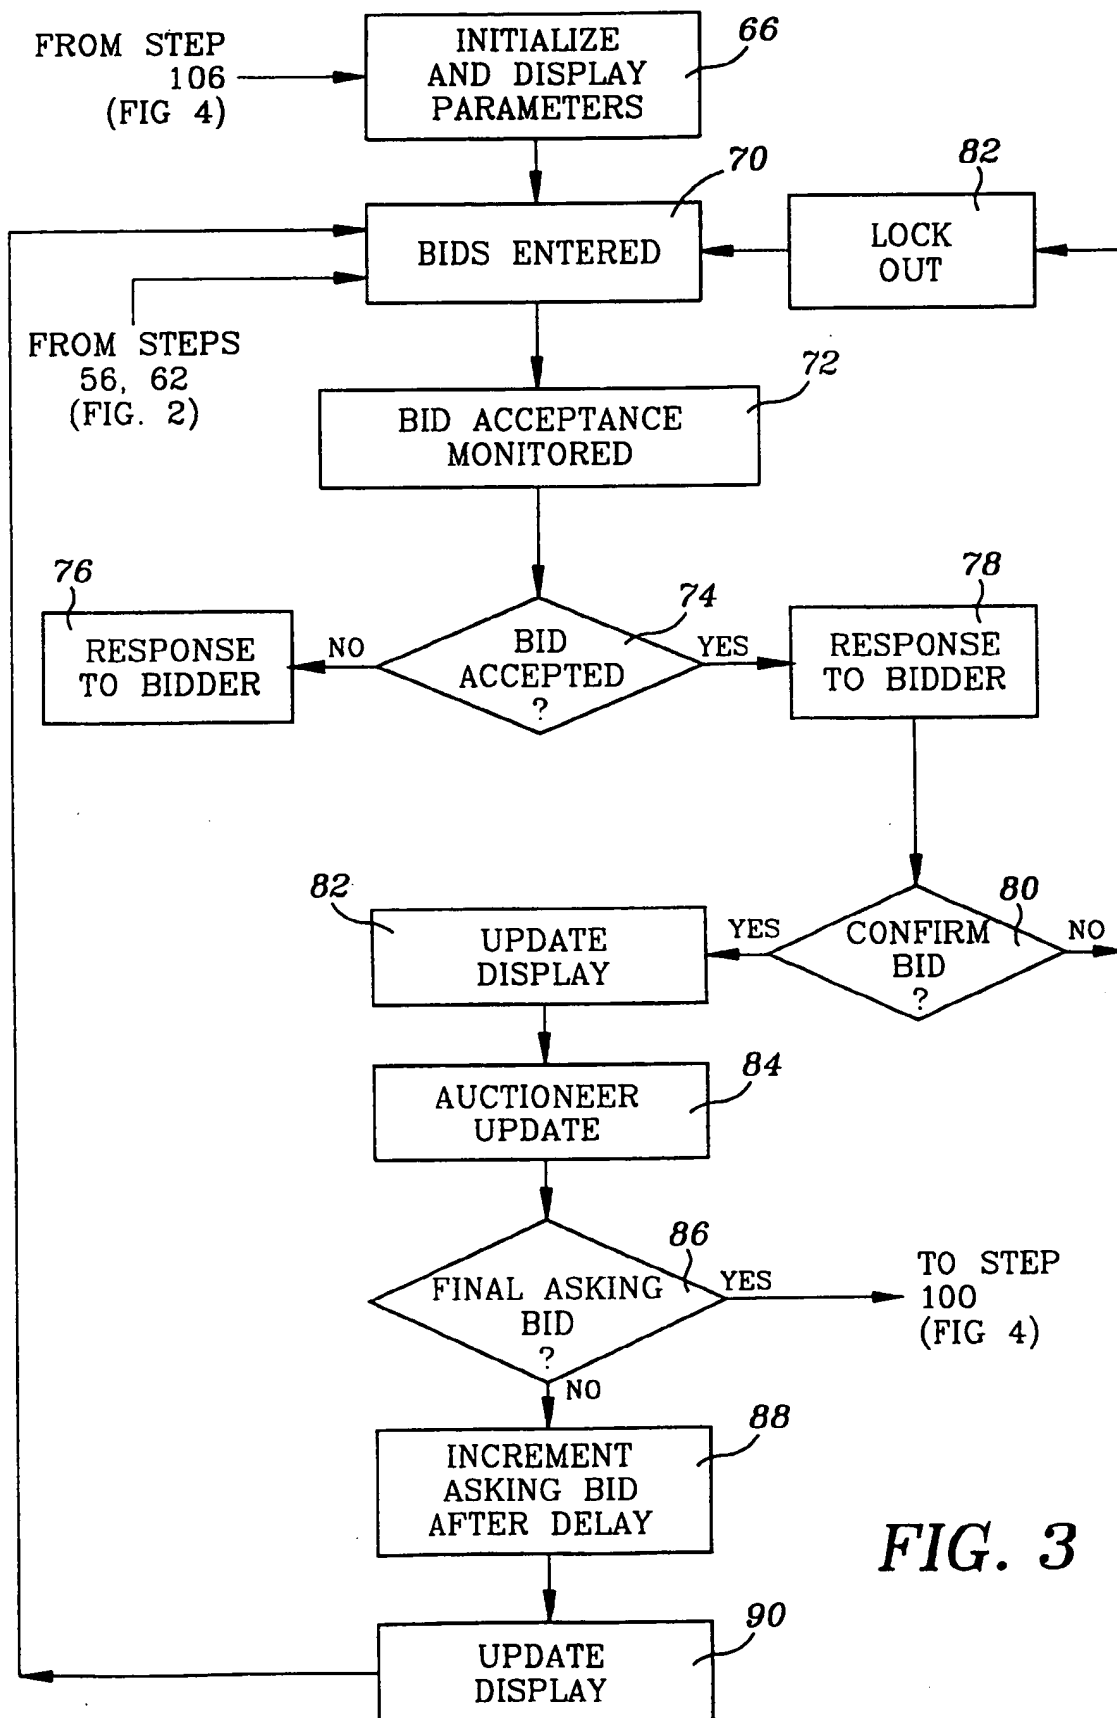 FROM STEP
106
(FIG 4)
INITIALIZE
AND DISPLAY
PARAMETERS
66
70
82
BIDS ENTERED
LOCK
OUT
FROM STEPS
56, 62
(FIG. 2)
72
BID ACCEPTANCE
MONITORED
76
RESPONSE
TO BIDDER
NO
74
BID
ACCEPTED
?
YES
78
RESPONSE
TO BIDDER
82
UPDATE
DISPLAY
YES
80
CONFIRM
BID
?
NO
84
AUCTIONEER
UPDATE
86
FINAL ASKING
BID
?
YES
TO STEP
100
(FIG 4)
NO
88
INCREMENT
ASKING BID
AFTER DELAY
FIG. 3
90
UPDATE
DISPLAY